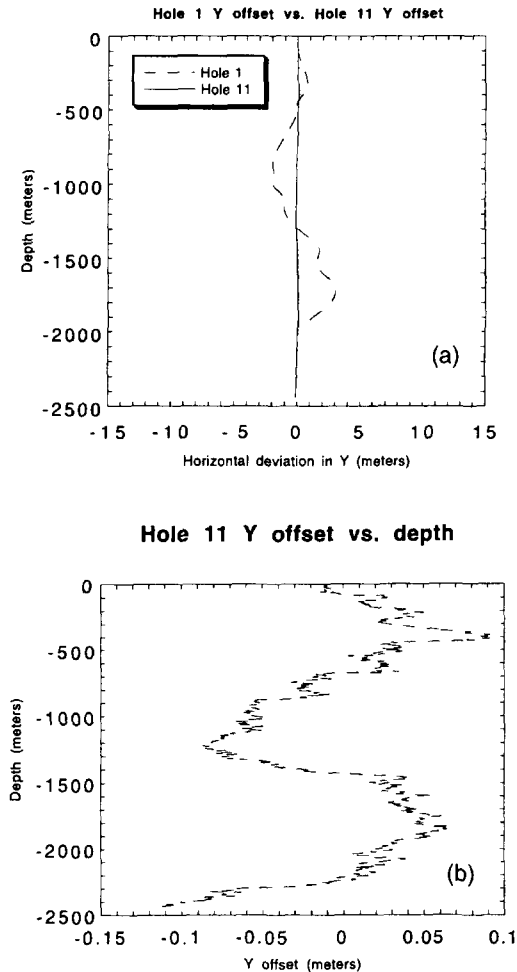 Hole 1 Y offset vs. Hole 11 Y offset
0
-500
-1000
-1500
-2000
-2500
Depth (meters)
Hole 1
Hole 11
(a)
-15 -10 -5 0 5 10 15
Horizontal deviation in Y (meters)
Hole 11 Y offset vs. depth
0
-500
-1000
-1500
-2000
-2500
Depth (meters)
(b)
-0.15 -0.1 -0.05 0 0.05 0.1
Y offset (meters)